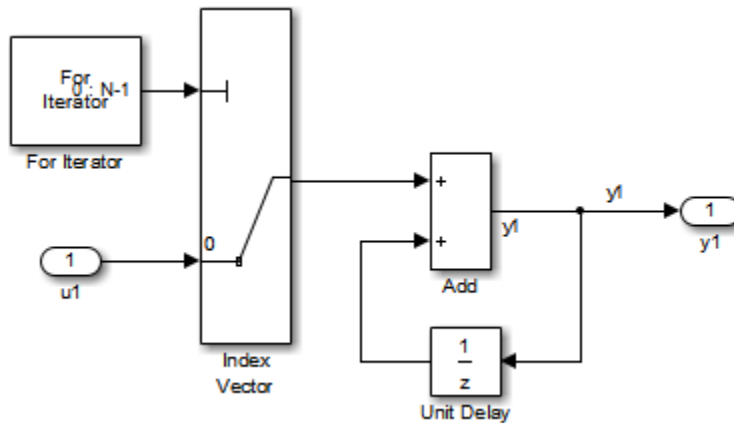 For
Iterator
0 : N-1
For Iterator
1
u1
0
Index
Vector
+
+
Add
y1
y1
1
y1
1
z
Unit Delay